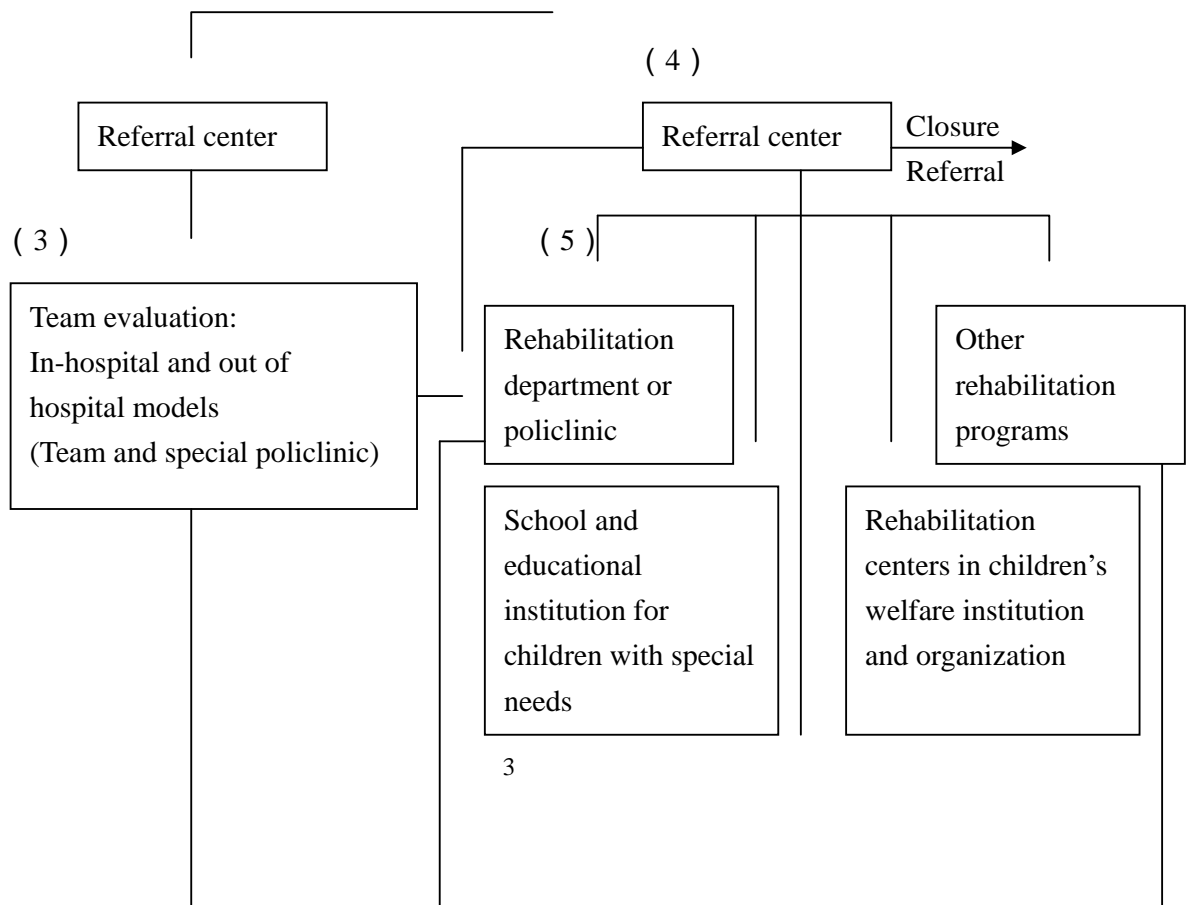 ( 4 )
Referral center
Referral center
Closure
Referral
( 3 )
( 5 )
Team evaluation:
In-hospital and out of
hospital models
(Team and special policlinic)
Rehabilitation
department or
policlinic
Other
rehabilitation
programs
School and
educational
institution for
children with special
needs
Rehabilitation
centers in children’s
welfare institution
and organization
3